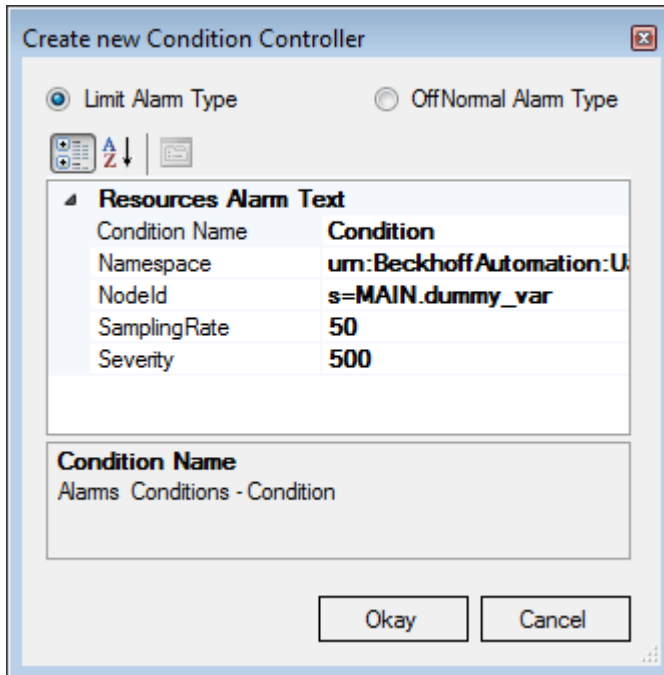 Create new Condition Controller
Limit Alarm Type OffNormal Alarm Type
Resources Alarm Text
Condition Name Condition
Namespace urn:BeckhoffAutomation:U
NodeId s=MAIN.dummy_var
SamplingRate 50
Severity 500
Condition Name
Alarms Conditions - Condition
Okay Cancel